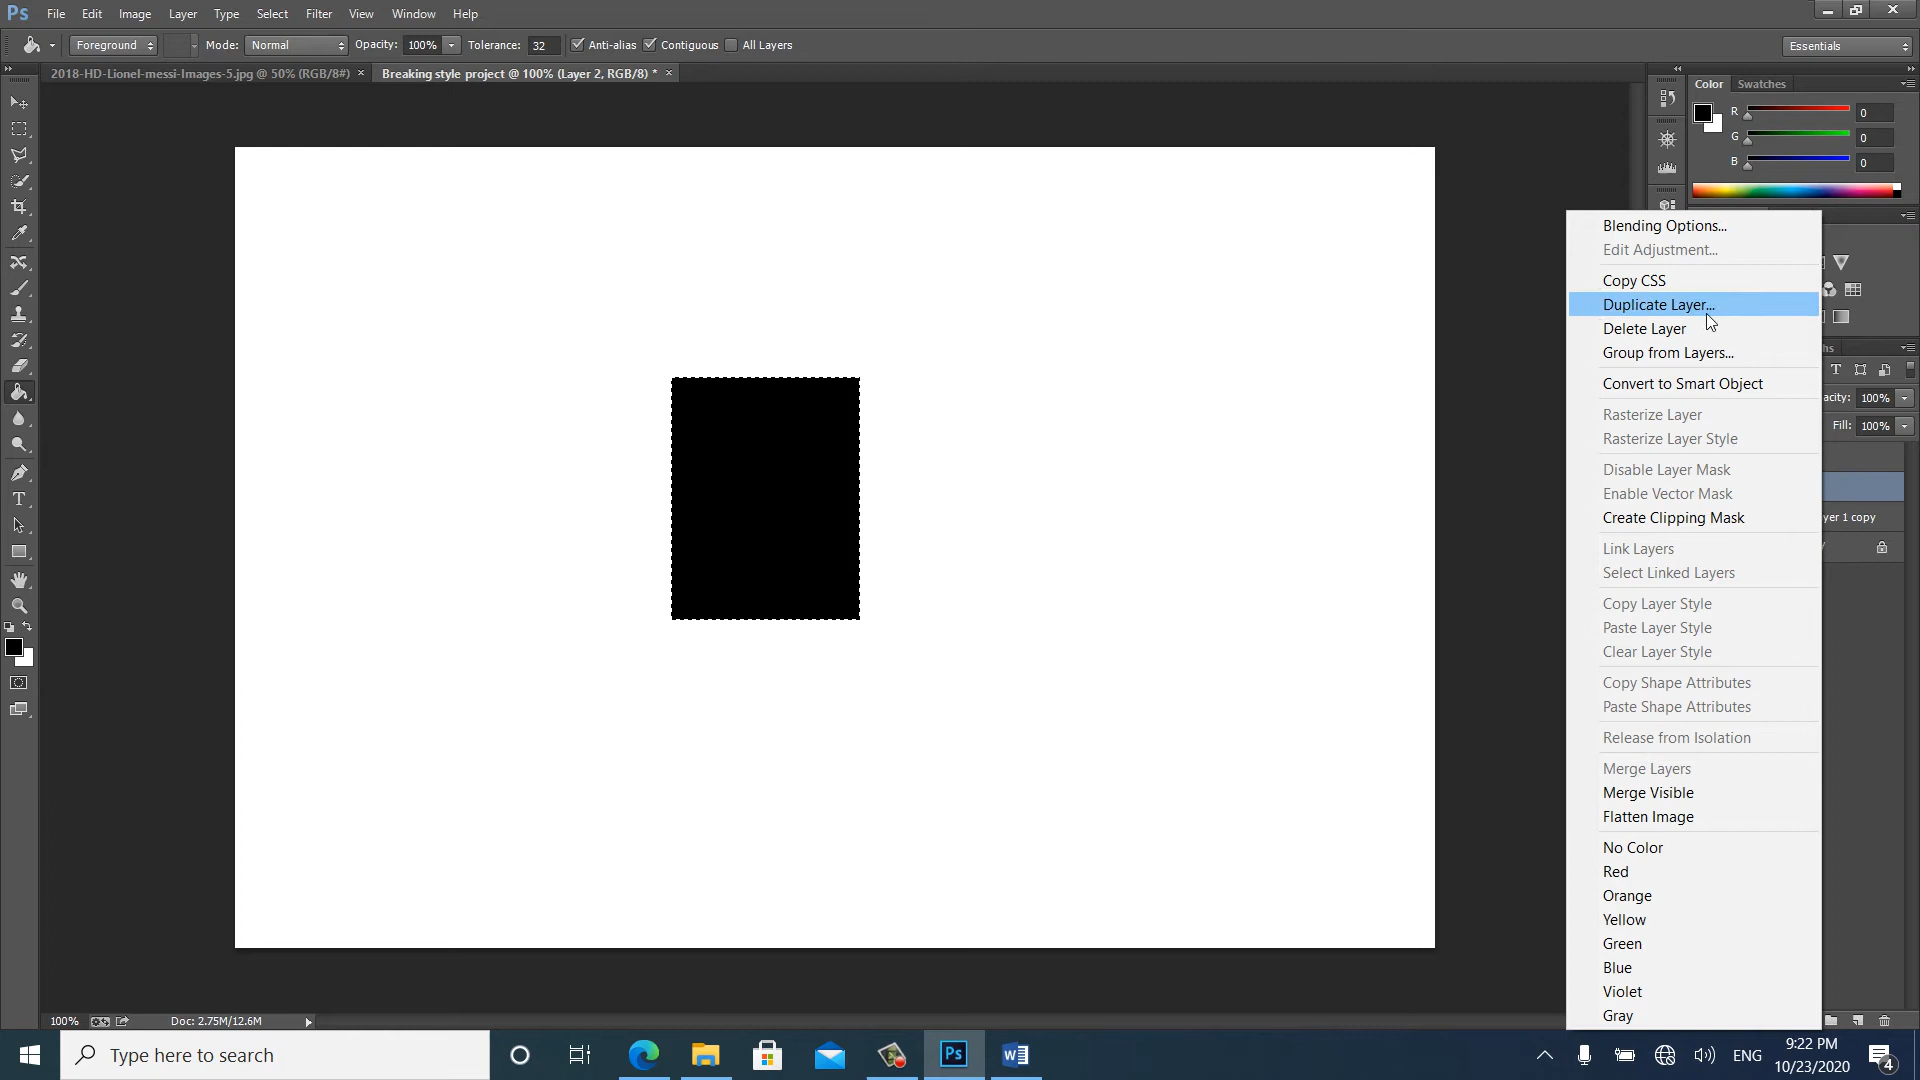 Ps File Edit Image Layer Type Select Filter View Window Help
Foreground Mode: Normal Opacity: 100% Tolerance: 32 Anti-alias Contiguous All Layers Essentials
2018-HD-Lionel-messi-Images-5.jpg @ 50% (RGB/8#) × Breaking style project @ 100% (Layer 2, RGB/8) * ×
Color Swatches
R 0
G 0
B 0
Blending Options...
Edit Adjustment...
Copy CSS
Duplicate Layer...
Delete Layer
Group from Layers...
Convert to Smart Object
Rasterize Layer
Rasterize Layer Style
Disable Layer Mask
Enable Vector Mask
Create Clipping Mask
Link Layers
Select Linked Layers
Copy Layer Style
Paste Layer Style
Clear Layer Style
Copy Shape Attributes
Paste Shape Attributes
Release from Isolation
Merge Layers
Merge Visible
Flatten Image
No Color
Red
Orange
Yellow
Green
Blue
Violet
Gray
hs
acity: 100%
Fill: 100%
yer 1 copy
100% Doc: 2.75M/12.6M
Type here to search
Ps
ENG
9:22 PM
10/23/2020
4